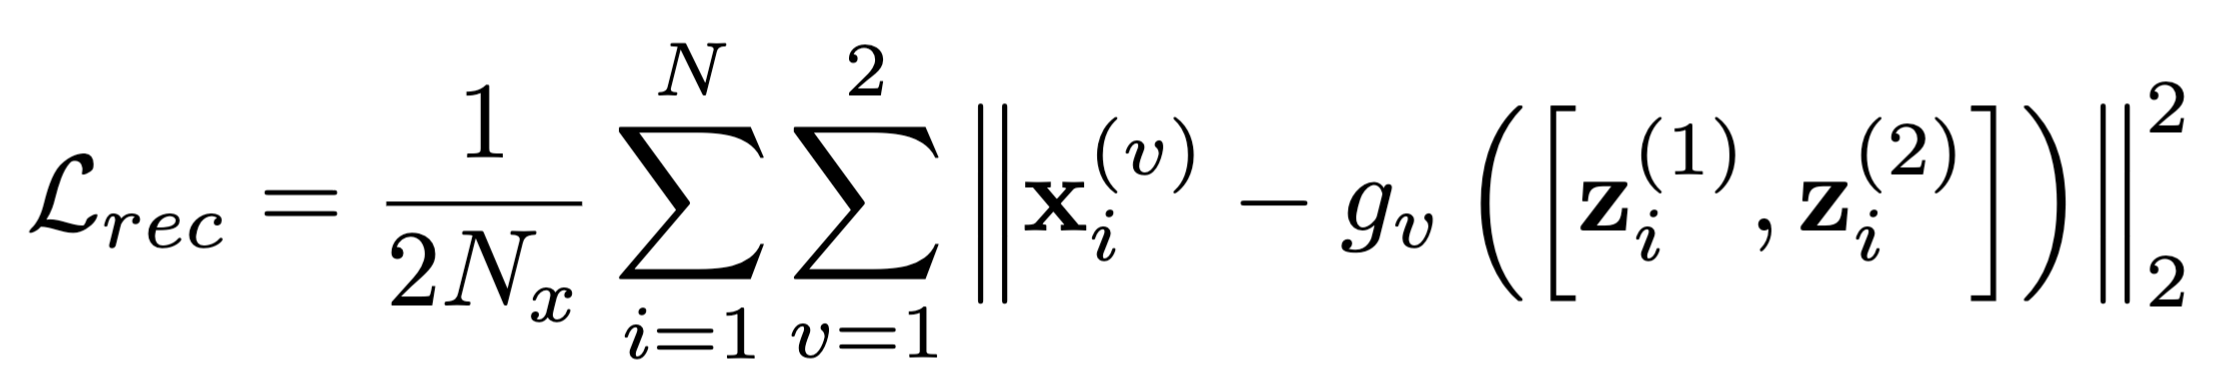 $$\mathcal{L}_{rec} = \frac{1}{2N_x} \sum_{i=1}^{N} \sum_{v=1}^{2} \left\| \mathbf{x}_i^{(v)} - g_v \left( \left[ \mathbf{z}_i^{(1)}, \mathbf{z}_i^{(2)} \right] \right) \right\|_2^2$$